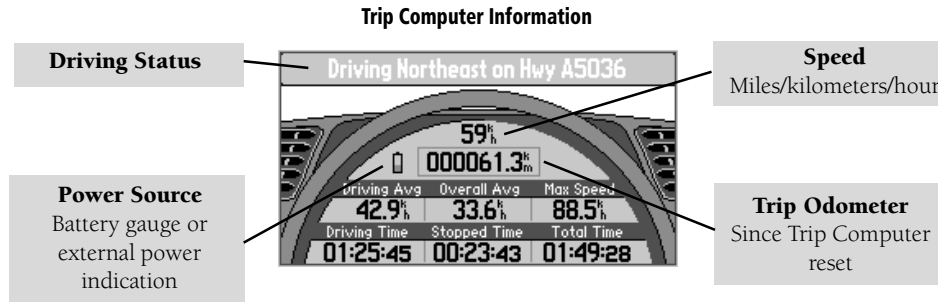 Trip Computer Information
Driving Status
Driving Northeast on Hwy A5036
Speed
Miles/kilometers/hour
59 k/h
000061.3 k/m
Power Source
Battery gauge or
external power
indication
Driving Avg Overall Avg Max Speed
42.9 k/h 33.6 k/h 88.5 k/h
Driving Time Stopped Time Total Time
01:25:45 00:23:43 01:49:28
Trip Odometer
Since Trip Computer
reset